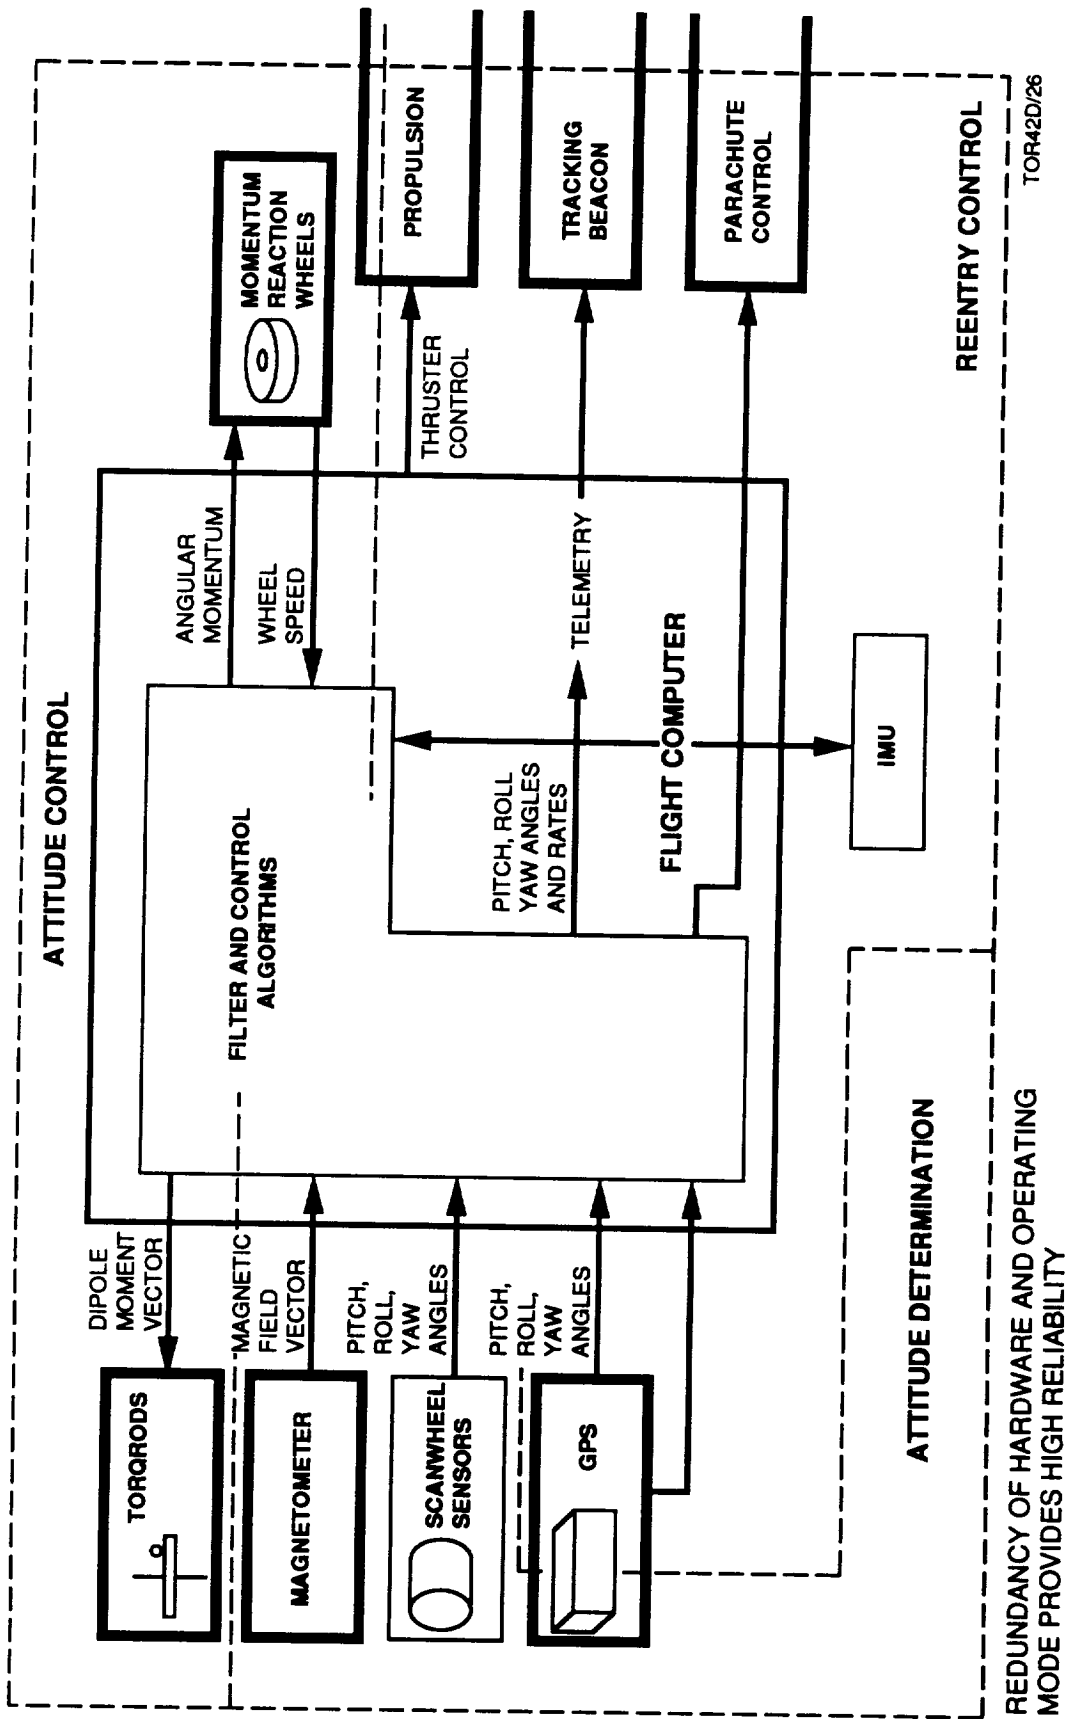 ATTITUDE CONTROL
TORQRODS
DIPOLE
MOMENT
VECTOR
MAGNETOMETER
MAGNETIC
FIELD
VECTOR
SCANWHEEL
SENSORS
PITCH,
ROLL,
YAW
ANGLES
GPS
PITCH,
ROLL,
YAW
ANGLES
FILTER AND CONTROL
ALGORITHMS
ANGULAR
MOMENTUM
WHEEL
SPEED
MOMENTUM
REACTION
WHEELS
THRUSTER
CONTROL
PROPULSION
PITCH, ROLL
YAW ANGLES
AND RATES
TELEMETRY
TRACKING
BEACON
FLIGHT COMPUTER
PARACHUTE
CONTROL
IMU
ATTITUDE DETERMINATION
REENTRY CONTROL
REDUNDANCY OF HARDWARE AND OPERATING
MODE PROVIDES HIGH RELIABILITY
TOR42D/26